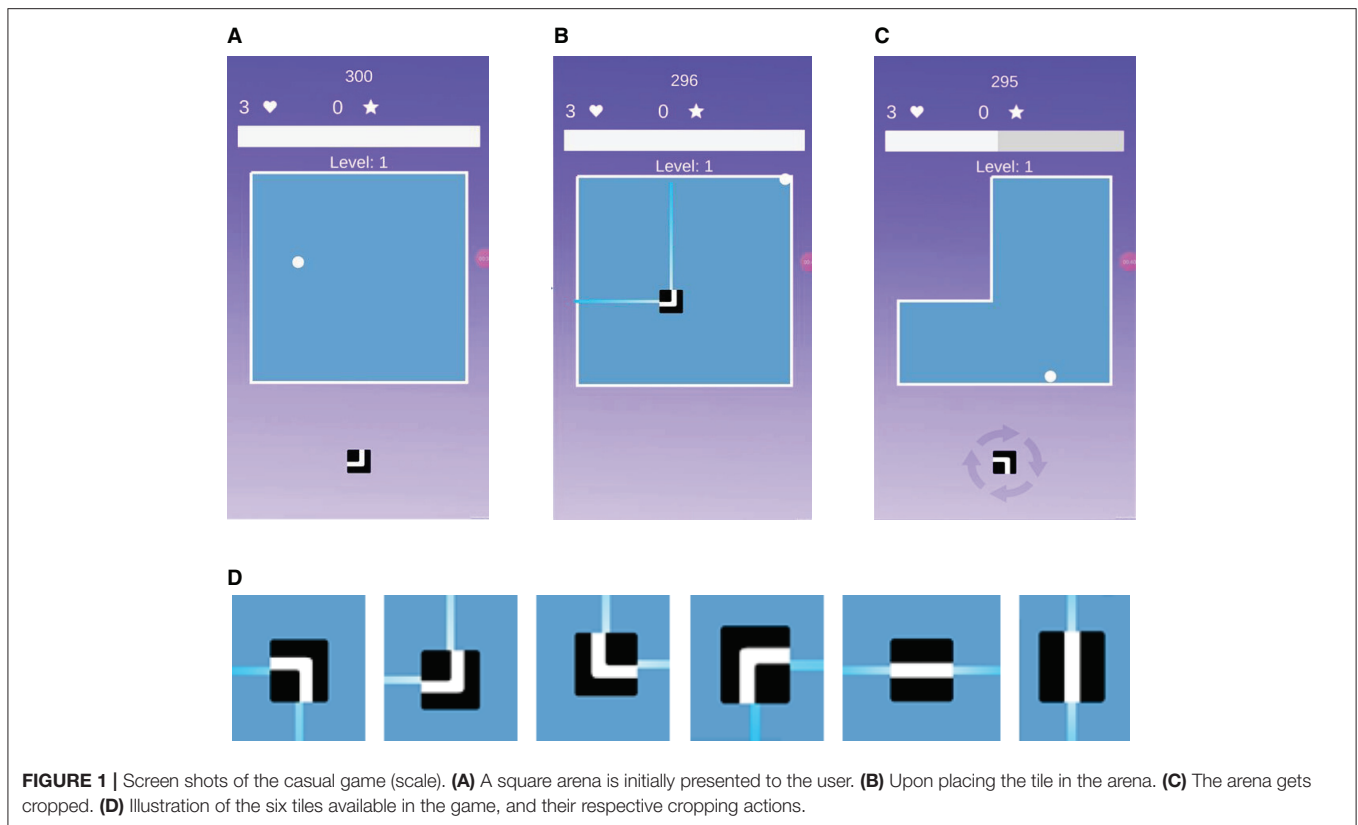 A
B
C
300
3 ♥ 0 ★
Level: 1
296
3 ♥ 0 ★
Level: 1
295
3 ♥ 0 ★
Level: 1
D
FIGURE 1 | Screen shots of the casual game (scale). (A) A square arena is initially presented to the user. (B) Upon placing the tile in the arena. (C) The arena gets
cropped. (D) Illustration of the six tiles available in the game, and their respective cropping actions.